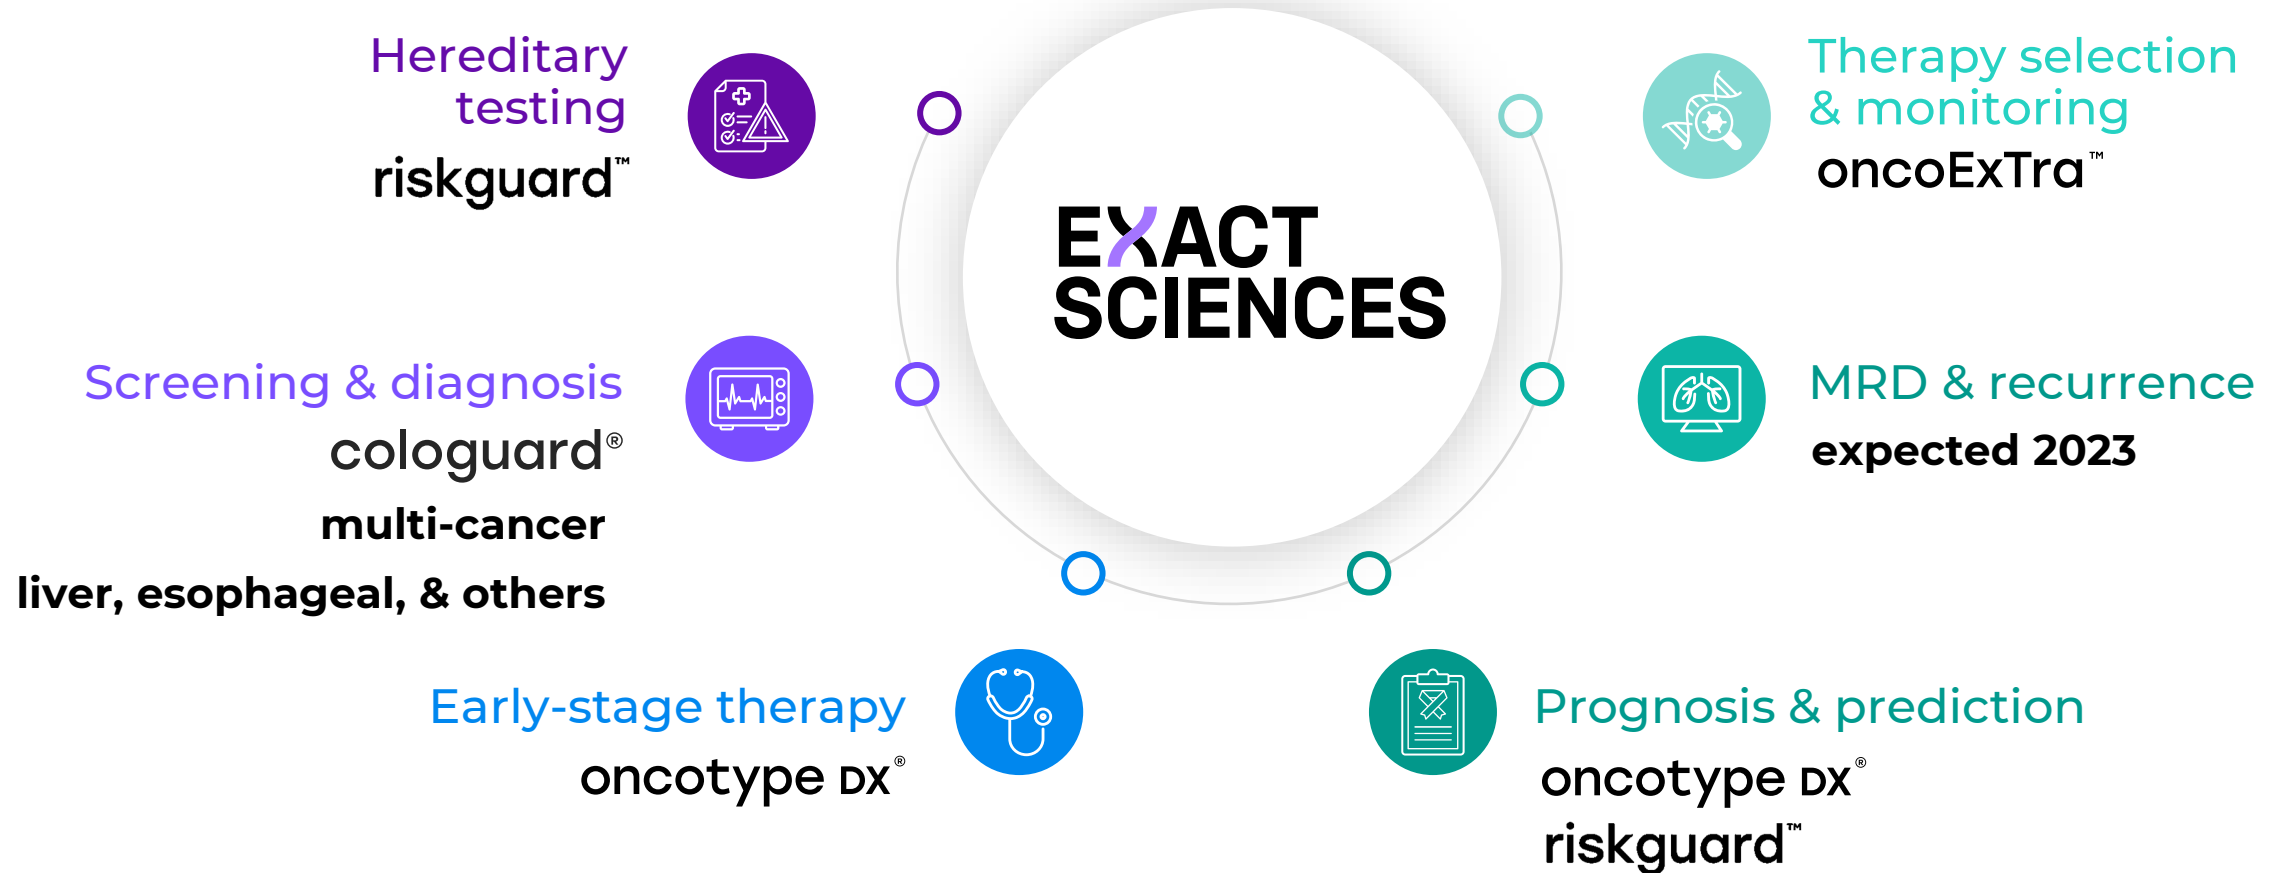 Hereditary
testing
riskguard™
Screening & diagnosis
cologuard®
multi-cancer
liver, esophageal, & others
Early-stage therapy
oncotype DX®
EXACT
SCIENCES
Therapy selection
& monitoring
oncoExTra™
MRD & recurrence
expected 2023
Prognosis & prediction
oncotype DX®
riskguard™